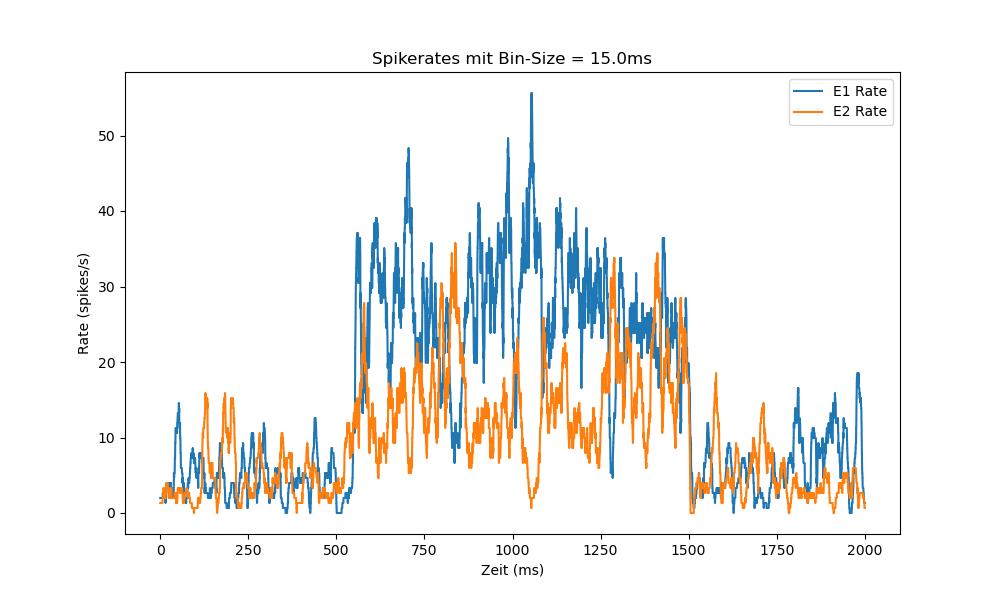 Spikerates mit Bin-Size = 15.0ms
E1 Rate
E2 Rate
Rate (spikes/s)
50
40
30
20
10
0
0 250 500 750 1000 1250 1500 1750 2000
Zeit (ms)